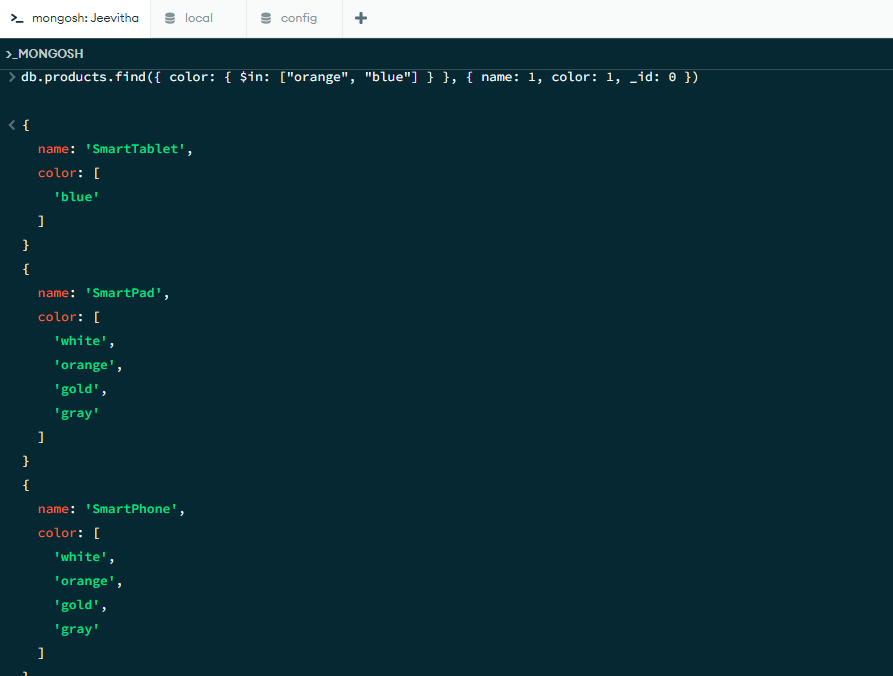 >_ mongosh: Jeevitha local config +
>_MONGOSH
> db.products.find({ color: { $in: ["orange", "blue"] } }, { name: 1, color: 1, _id: 0 })
< {
name: 'SmartTablet',
color: [
'blue'
]
}
{
name: 'SmartPad',
color: [
'white',
'orange',
'gold',
'gray'
]
}
{
name: 'SmartPhone',
color: [
'white',
'orange',
'gold',
'gray'
]